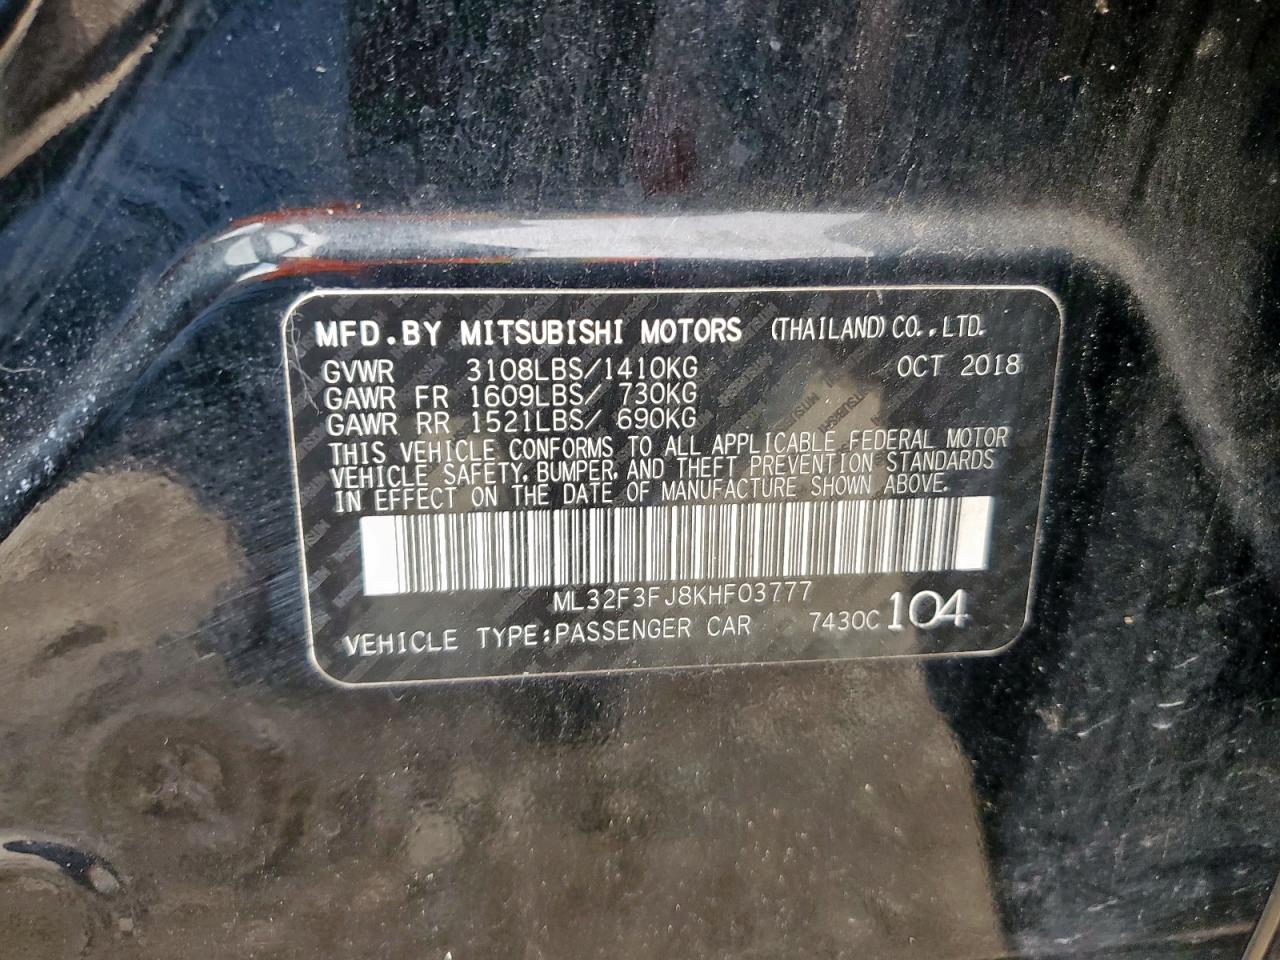 MFD.BY MITSUBISHI MOTORS (THAILAND)CO.,LTD.
GVWR 3108LBS/1410KG OCT 2018
GAWR FR 1609LBS/ 730KG
GAWR RR 1521LBS/ 690KG
THIS VEHICLE CONFORMS TO ALL APPLICABLE FEDERAL MOTOR
VEHICLE SAFETY, BUMPER, AND THEFT PREVENTION STANDARDS
IN EFFECT ON THE DATE OF MANUFACTURE SHOWN ABOVE.
ML32F3FJ8KHF03777
VEHICLE TYPE:PASSENGER CAR 7430C 104